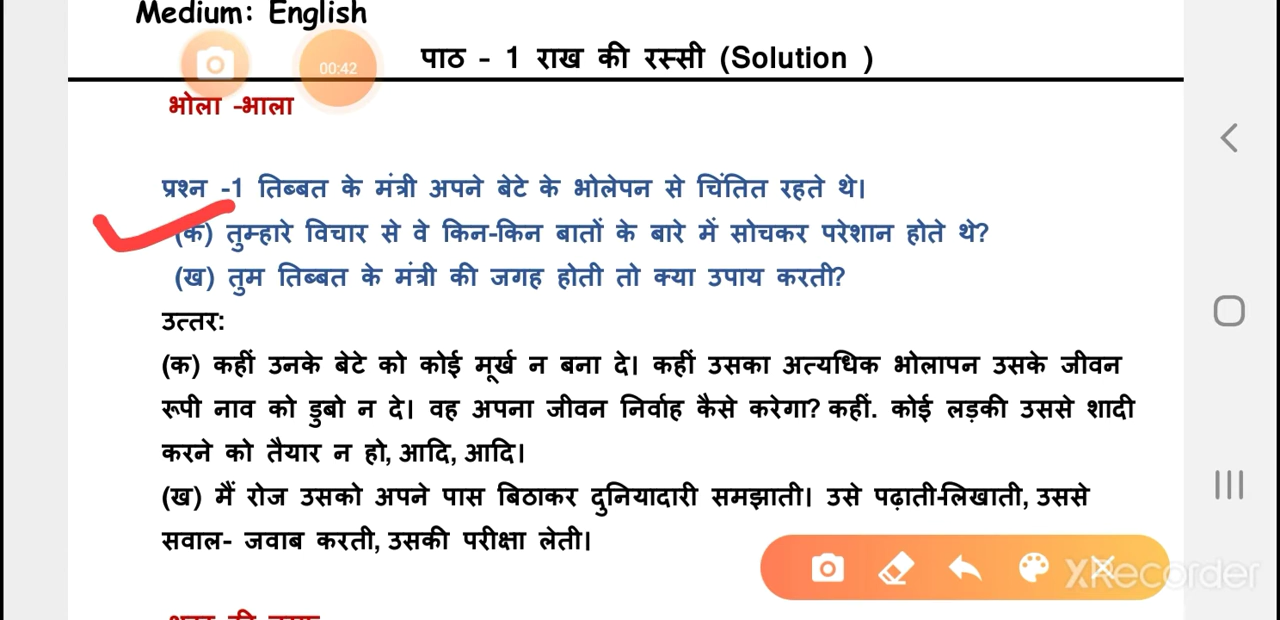 Medium: English
00:42
पाठ - 1 राख की रस्सी (Solution )
भोला -भाला
प्रश्न -1 तिब्बत के मंत्री अपने बेटे के भोलेपन से चिंतित रहते थे।
(क) तुम्हारे विचार से वे किन-किन बातों के बारे में सोचकर परेशान होते थे?
(ख) तुम तिब्बत के मंत्री की जगह होती तो क्या उपाय करती?
उत्तर:
(क) कहीं उनके बेटे को कोई मूर्ख न बना दे। कहीं उसका अत्यधिक भोलापन उसके जीवन
रूपी नाव को डुबो न दे। वह अपना जीवन निर्वाह कैसे करेगा? कहीं. कोई लड़की उससे शादी
करने को तैयार न हो, आदि, आदि।
(ख) मैं रोज उसको अपने पास बिठाकर दुनियादारी समझाती। उसे पढ़ाती-लिखाती, उससे
सवाल- जवाब करती, उसकी परीक्षा लेती।
XRecorder